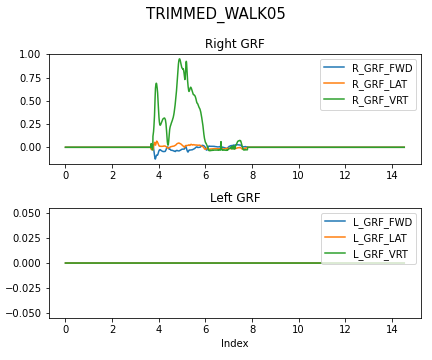 TRIMMED_WALK05
Right GRF
1.00
0.75
0.50
0.25
0.00
R_GRF_FWD
R_GRF_LAT
R_GRF_VRT
0 2 4 6 8 10 12 14
Left GRF
0.050
0.025
0.000
−0.025
−0.050
L_GRF_FWD
L_GRF_LAT
L_GRF_VRT
0 2 4 6 8 10 12 14
Index